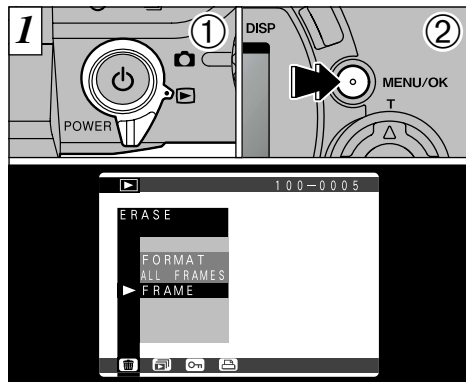 1
①
POWER
DISP
②
MENU/OK
T
100-0005
ERASE
FORMAT
ALL FRAMES
FRAME